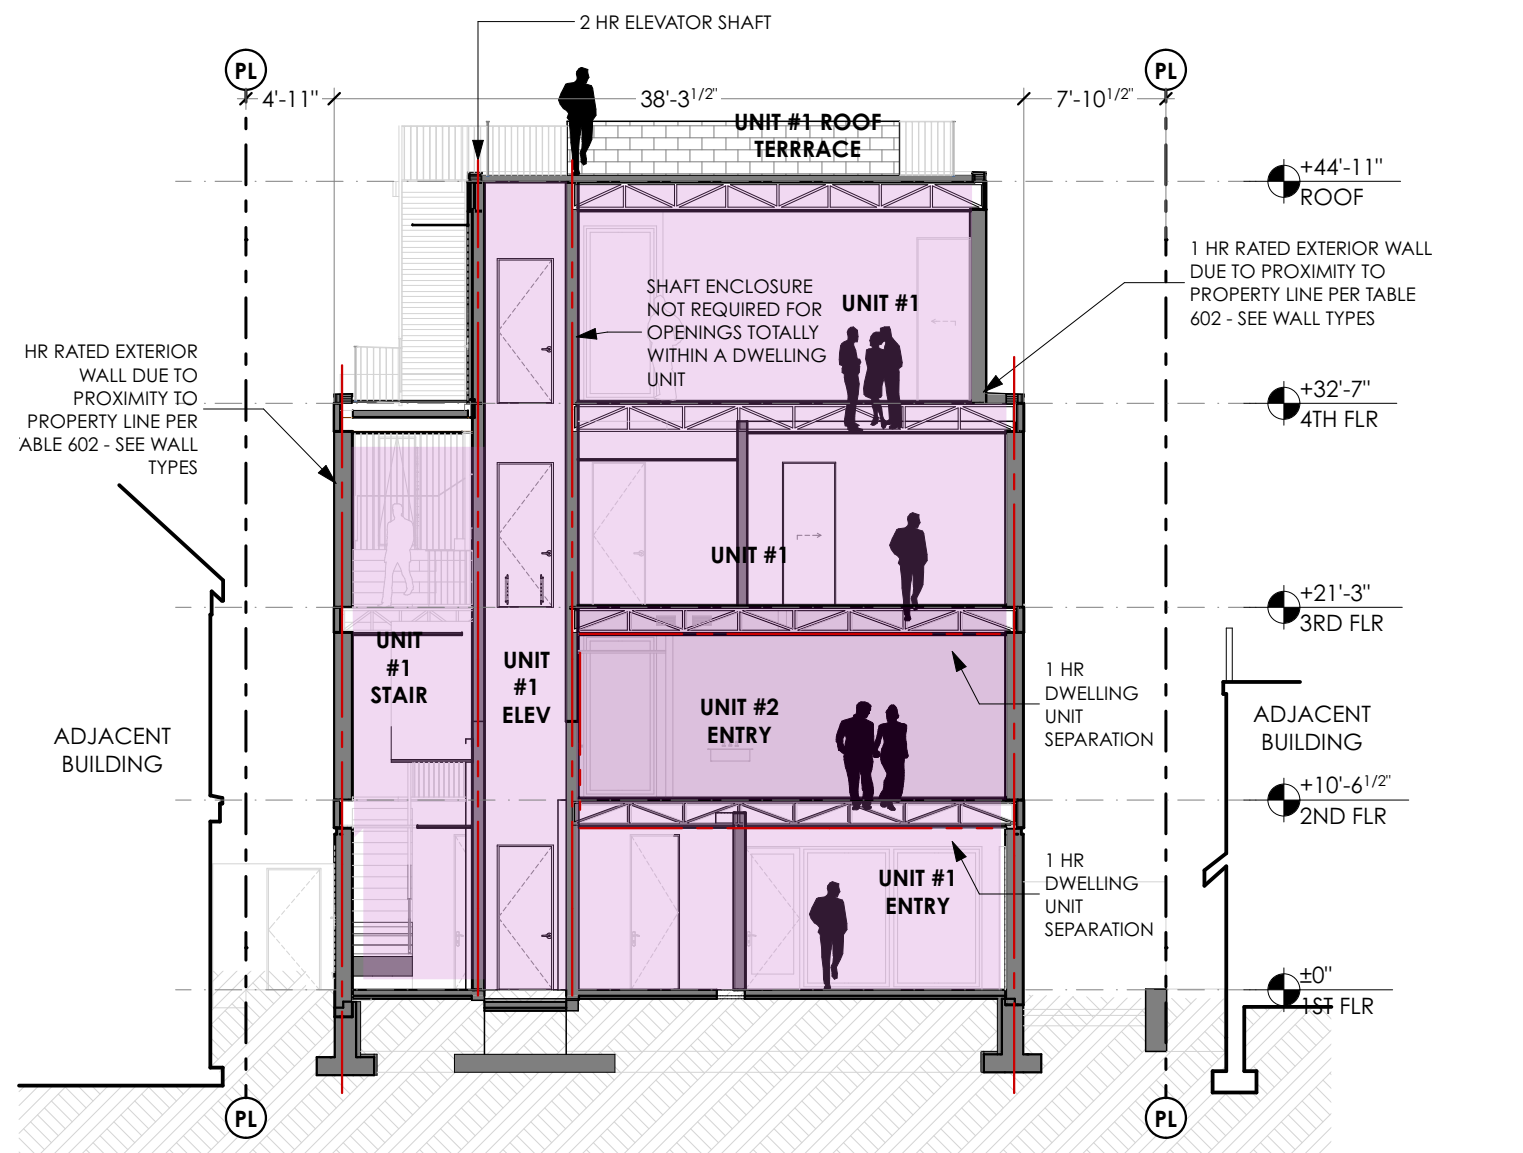 2 HR ELEVATOR SHAFT
PL
PL
4'-11"
38'-3 1/2"
7'-10 1/2"
UNIT #1 ROOF
TERRRACE
+44'-11"
ROOF
1 HR RATED EXTERIOR WALL
DUE TO PROXIMITY TO
PROPERTY LINE PER TABLE
602 - SEE WALL TYPES
SHAFT ENCLOSURE
NOT REQUIRED FOR
OPENINGS TOTALLY
WITHIN A DWELLING
UNIT
UNIT #1
HR RATED EXTERIOR
WALL DUE TO
PROXIMITY TO
PROPERTY LINE PER
ABLE 602 - SEE WALL
TYPES
+32'-7"
4TH FLR
UNIT #1
+21'-3"
3RD FLR
UNIT
#1
STAIR
UNIT
#1
ELEV
UNIT #2
ENTRY
1 HR
DWELLING
UNIT
SEPARATION
ADJACENT
BUILDING
ADJACENT
BUILDING
+10'-6 1/2"
2ND FLR
UNIT #1
ENTRY
1 HR
DWELLING
UNIT
SEPARATION
±0"
1ST FLR
PL
PL